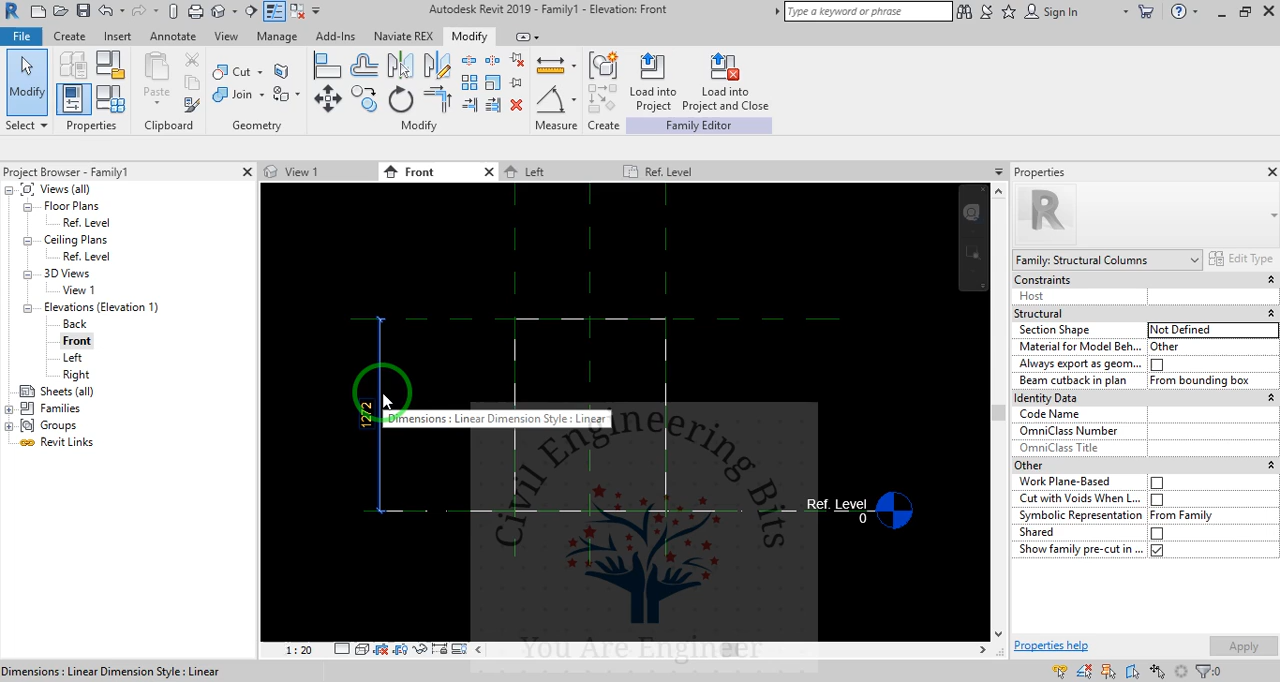 Autodesk Revit 2019 - Family1 - Elevation: Front
Type a keyword or phrase
Sign In
File
Create
Insert
Annotate
View
Manage
Add-Ins
Naviate REX
Modify
Modify
Paste
Cut
Join
Load into
Project
Load into
Project and Close
Select
Properties
Clipboard
Geometry
Modify
Measure
Create
Family Editor
Project Browser - Family1
Views (all)
Floor Plans
Ref. Level
Ceiling Plans
Ref. Level
3D Views
View 1
Elevations (Elevation 1)
Back
Front
Left
Right
Sheets (all)
Families
Groups
Revit Links
View 1
Front
Left
Ref. Level
1272
Dimensions : Linear Dimension Style : Linear
Ref. Level
0
Civil Engineering Bits
You Are Engineer
1 : 20
Properties
R
Family: Structural Columns
Edit Type
Constraints
Host
Structural
Section Shape
Not Defined
Material for Model Beh...
Other
Always export as geom...
Beam cutback in plan
From bounding box
Identity Data
Code Name
OmniClass Number
OmniClass Title
Other
Work Plane-Based
Cut with Voids When L...
Symbolic Representation
From Family
Shared
Show family pre-cut in ...
Properties help
Apply
Dimensions : Linear Dimension Style : Linear
:0